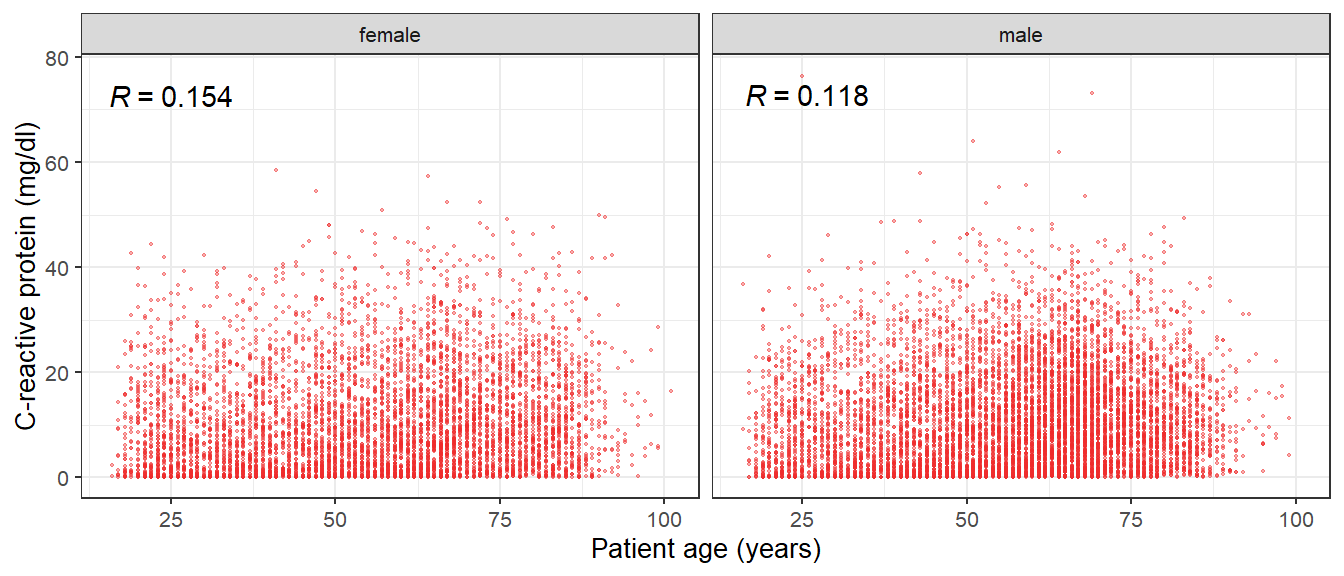 female
male
80
60
40
20
0
R = 0.154
R = 0.118
C-reactive protein (mg/dl)
25
50
75
100
25
50
75
100
Patient age (years)